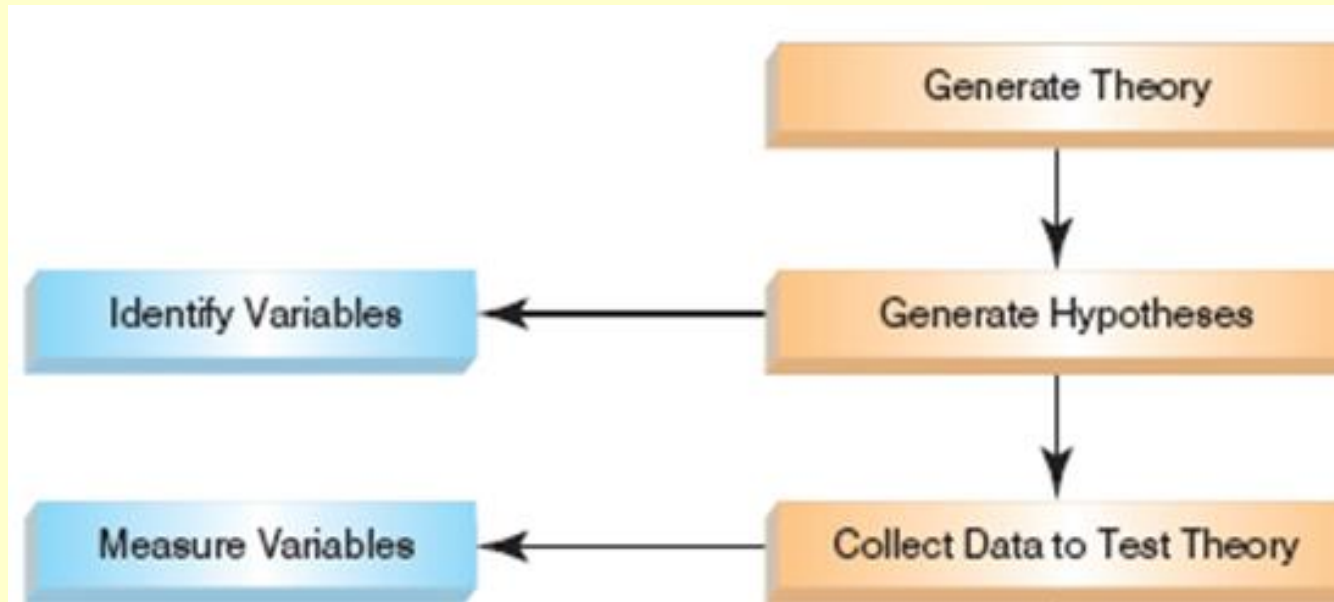 Generate Theory
Identify Variables
Generate Hypotheses
Measure Variables
Collect Data to Test Theory